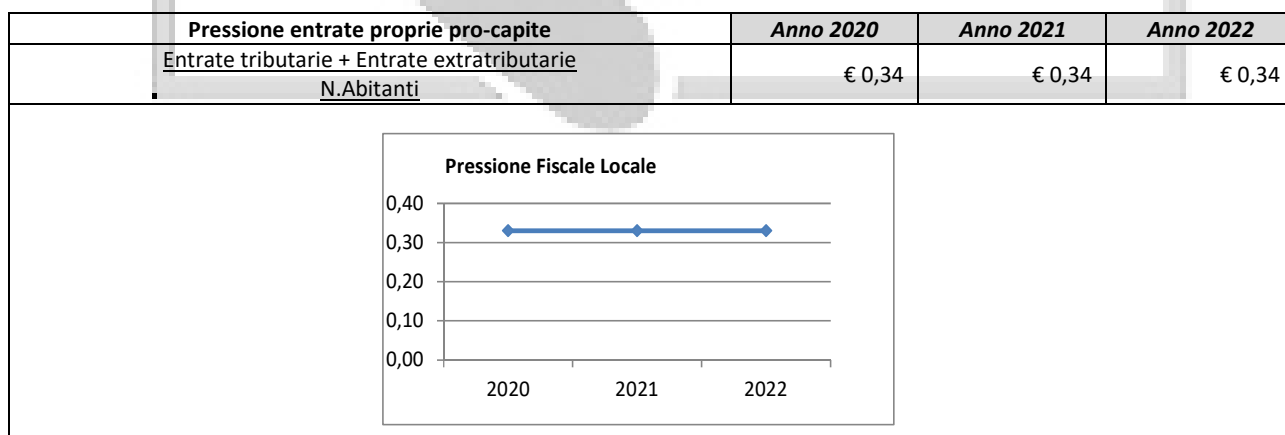 Pressione entrate proprie pro-capite Anno 2020 Anno 2021 Anno 2022
Entrate tributarie + Entrate extratributarie
N.Abitanti
€ 0,34 € 0,34 € 0,34
Pressione Fiscale Locale
0,40
0,30
0,20
0,10
0,00
2020 2021 2022